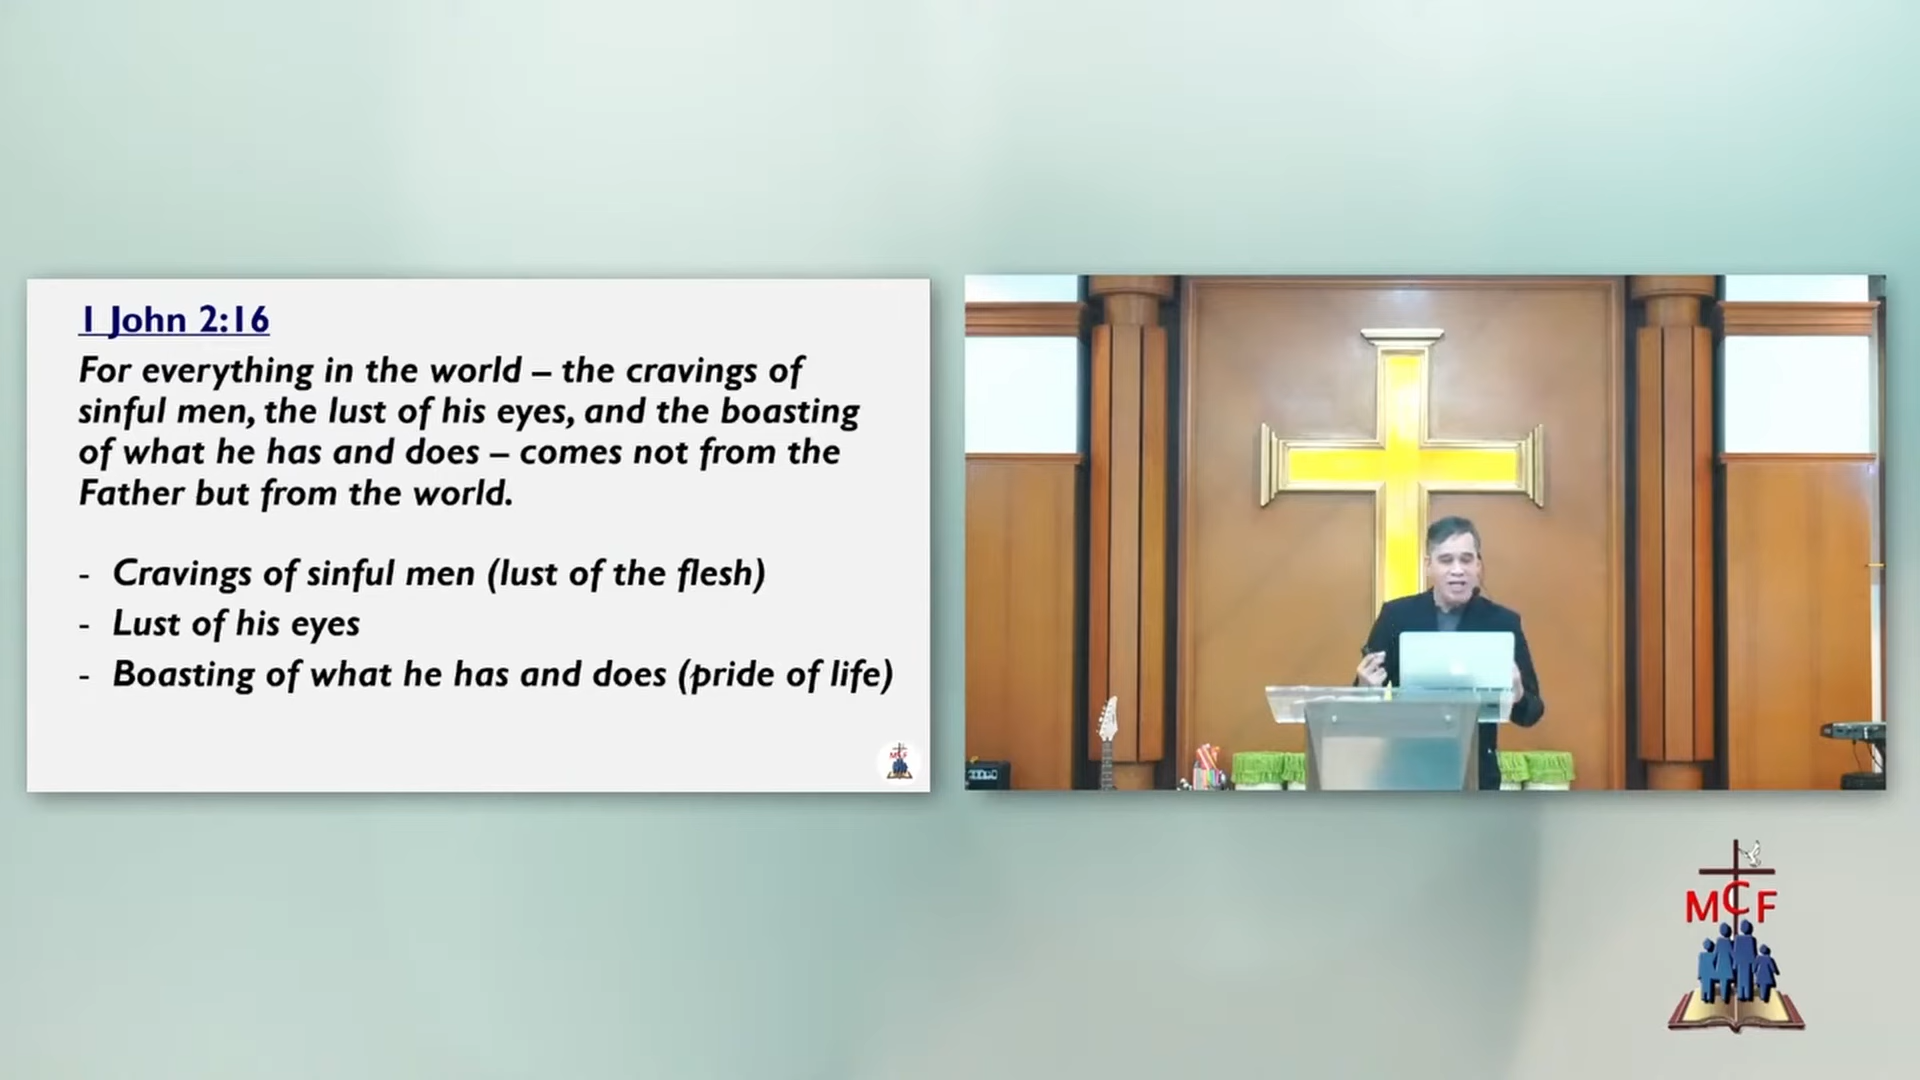 1 John 2:16
For everything in the world – the cravings of
sinful men, the lust of his eyes, and the boasting
of what he has and does – comes not from the
Father but from the world.
- Cravings of sinful men (lust of the flesh)
- Lust of his eyes
- Boasting of what he has and does (pride of life)
MCF
MCF